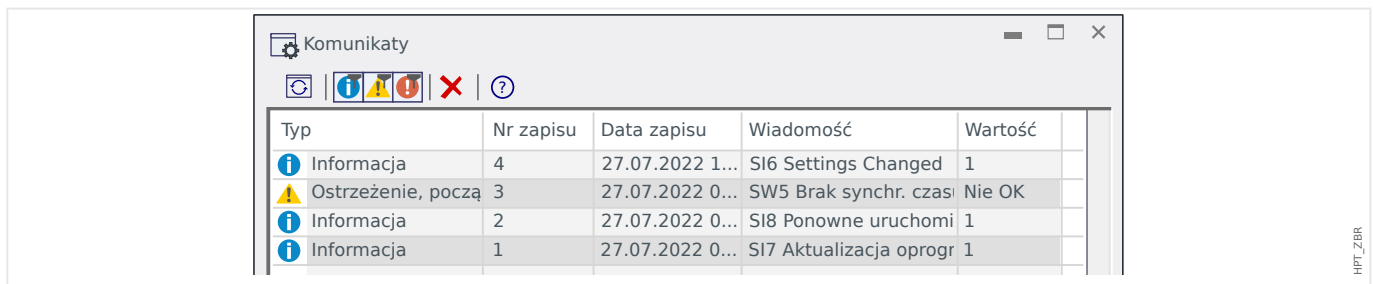 Komunikaty
Typ Nr zapisu Data zapisu Wiadomość Wartość
Informacja 4 27.07.2022 1... SI6 Settings Changed 1
Ostrzeżenie, począ 3 27.07.2022 0... SW5 Brak synchr. czasu Nie OK
Informacja 2 27.07.2022 0... SI8 Ponowne uruchomi 1
Informacja 1 27.07.2022 0... SI7 Aktualizacja oprogr 1
HPT_ZBR